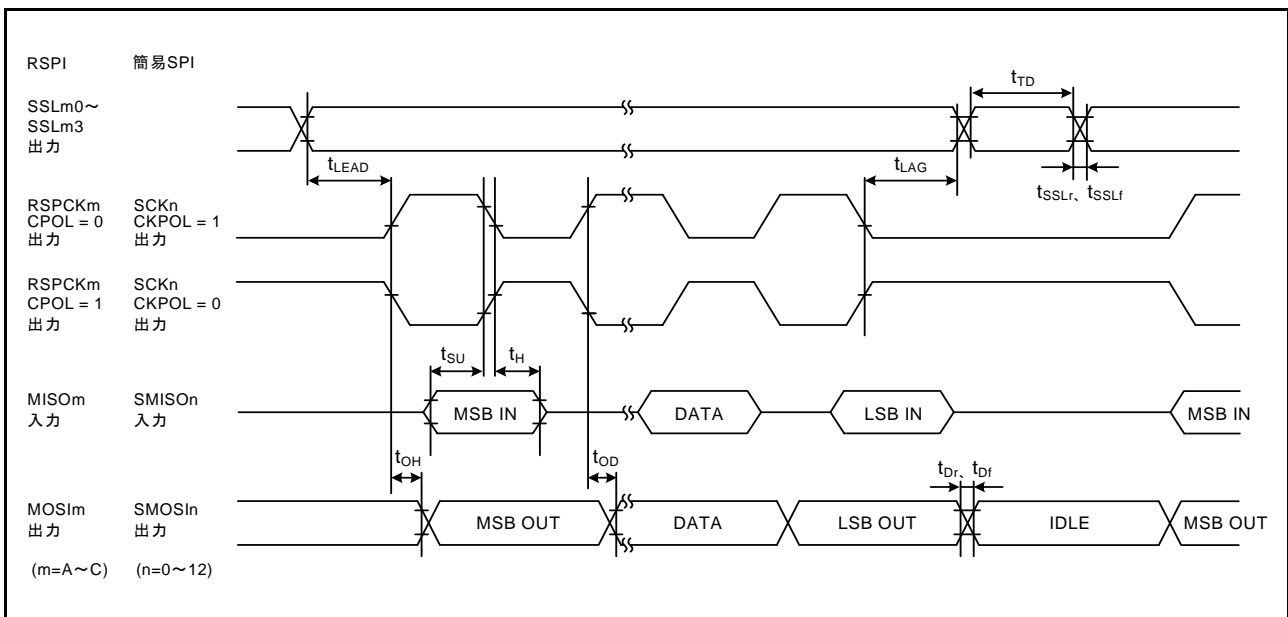 RSPI 簡易SPI
tTD
SSLm0～
SSLm3
出力
tLEAD
tLAG
tSSLr、tSSLf
RSPCKm SCKn
CPOL = 0 CKPOL = 1
出力 出力
RSPCKm SCKn
CPOL = 1 CKPOL = 0
出力 出力
tSU tH
MISOm SMISOn
入力 入力
MSB IN DATA LSB IN MSB IN
tOH tOD tDr、tDf
MOSIm SMOSIn
出力 出力
MSB OUT DATA LSB OUT IDLE MSB OUT
(m=A～C) (n=0～12)